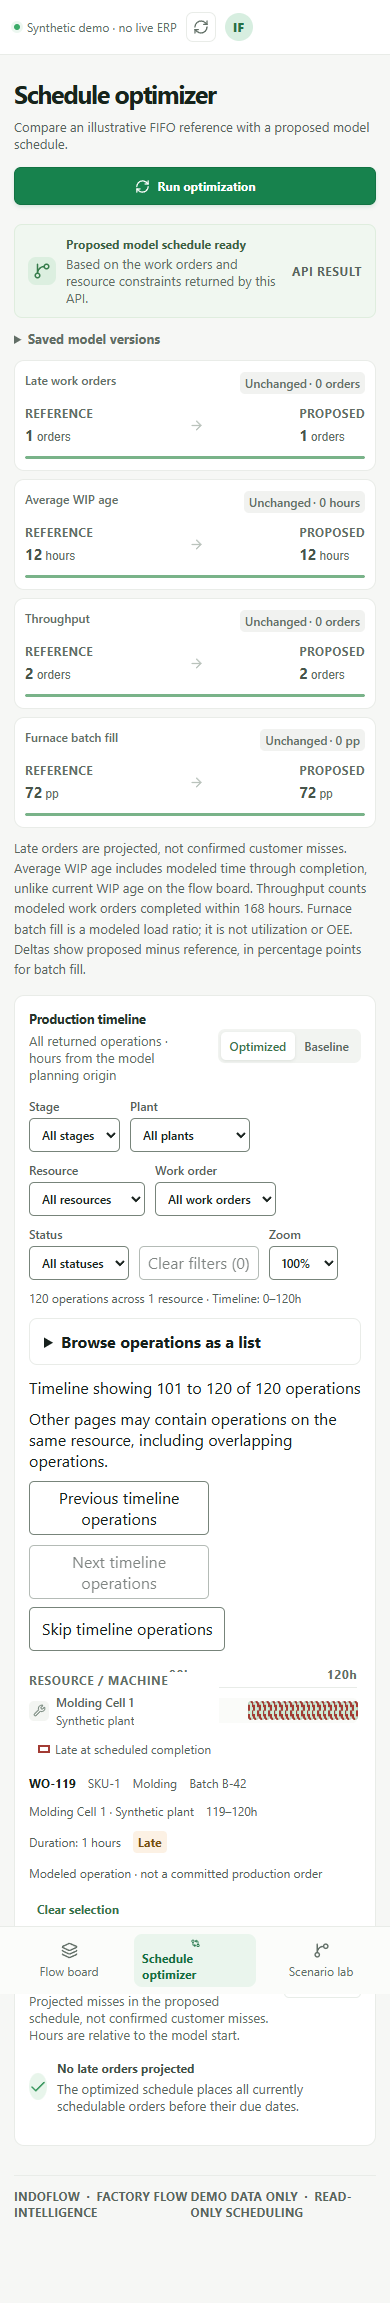 Synthetic demo · no live ERP
IF
Schedule optimizer
Compare an illustrative FIFO reference with a proposed model
schedule.
Run optimization
Proposed model schedule ready
Based on the work orders and
resource constraints returned by this
API.
API RESULT
Saved model versions
Late work orders
Unchanged · 0 orders
REFERENCE
PROPOSED
1 orders
1 orders
Average WIP age
Unchanged · 0 hours
REFERENCE
PROPOSED
12 hours
12 hours
Throughput
Unchanged · 0 orders
REFERENCE
PROPOSED
2 orders
2 orders
Furnace batch fill
Unchanged · 0 pp
REFERENCE
PROPOSED
72 pp
72 pp
Late orders are projected, not confirmed customer misses.
Average WIP age includes modeled time through completion,
unlike current WIP age on the flow board. Throughput counts
modeled work orders completed within 168 hours. Furnace
batch fill is a modeled load ratio; it is not utilization or OEE.
Deltas show proposed minus reference, in percentage points
for batch fill.
Production timeline
All returned operations ·
hours from the model
planning origin
Optimized
Baseline
Stage
Plant
All stages
All plants
Resource
Work order
All resources
All work orders
Status
Zoom
All statuses
Clear filters (0)
100%
120 operations across 1 resource · Timeline: 0–120h
Browse operations as a list
Timeline showing 101 to 120 of 120 operations
Other pages may contain operations on the
same resource, including overlapping
operations.
Previous timeline
operations
Next timeline
operations
Skip timeline operations
RESOURCE / MACHINE
120h
Molding Cell 1
Synthetic plant
Late at scheduled completion
WO-119 SKU-1 Molding Batch B-42
Molding Cell 1 · Synthetic plant 119–120h
Duration: 1 hours Late
Modeled operation · not a committed production order
Clear selection
Flow board
Schedule
optimizer
Scenario lab
Projected misses in the proposed
schedule, not confirmed customer misses.
Hours are relative to the model start.
No late orders projected
The optimized schedule places all currently
schedulable orders before their due dates.
INDOFLOW · FACTORY FLOW
INTELLIGENCE
DEMO DATA ONLY · READ-
ONLY SCHEDULING